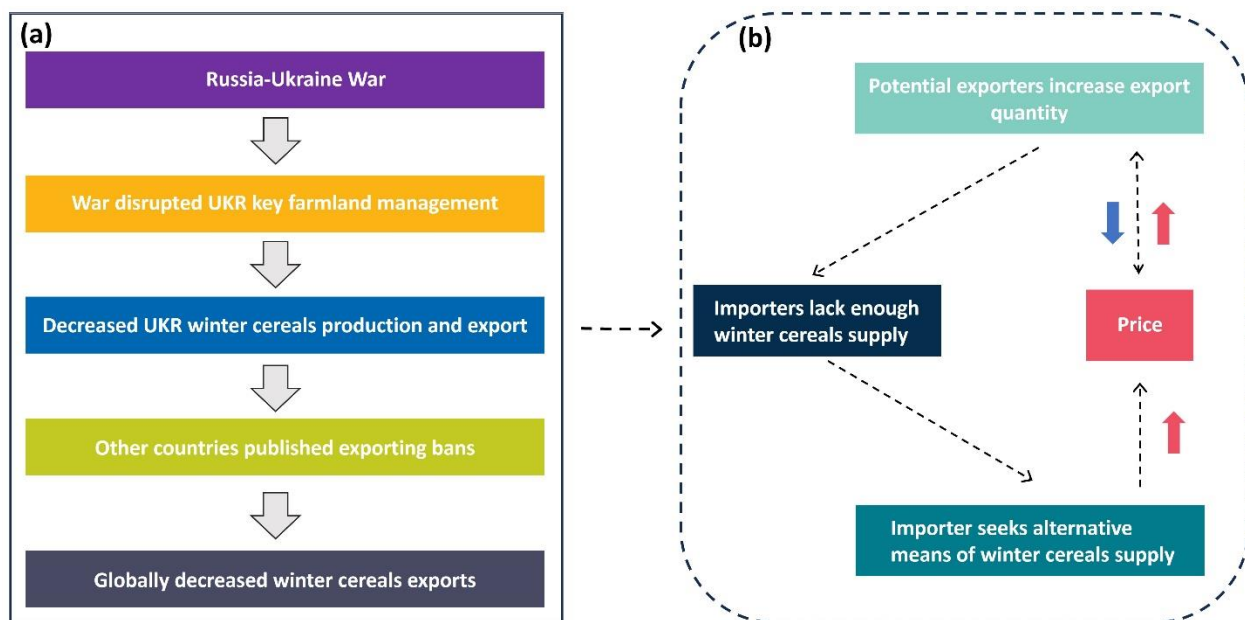 (a)
Russia-Ukraine War
War disrupted UKR key farmland management
Decreased UKR winter cereals production and export
Other countries published exporting bans
Globally decreased winter cereals exports
(b)
Potential exporters increase export
quantity
Importers lack enough
winter cereals supply
Price
Importer seeks alternative
means of winter cereals supply